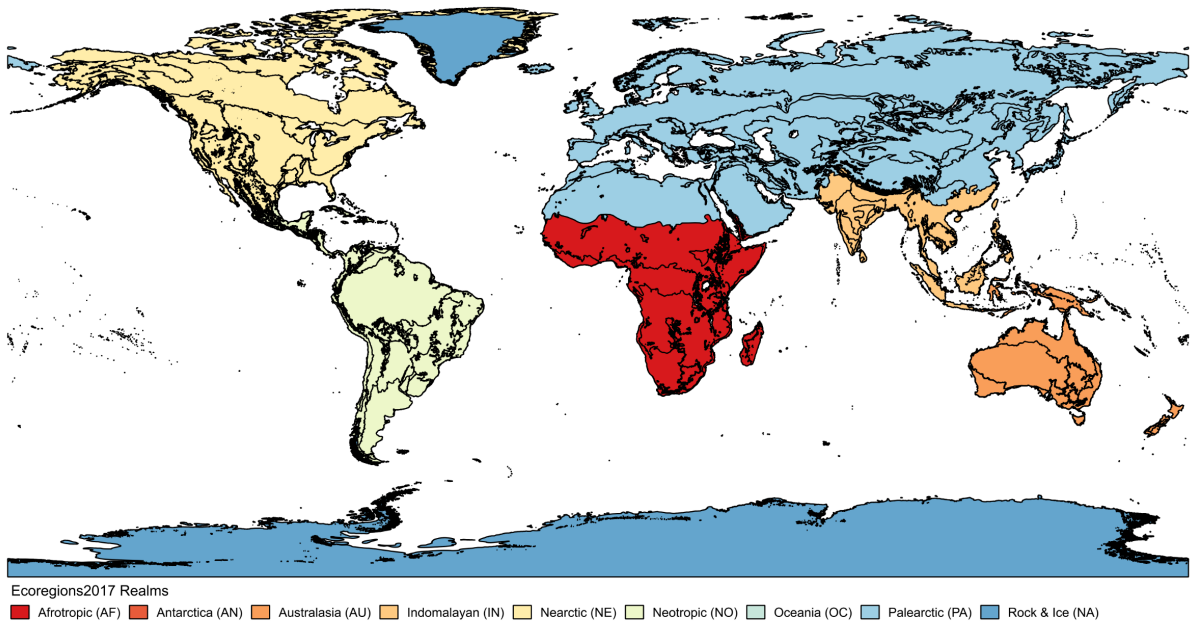 Ecoregions2017 Realms
Afrotropic (AF) Antarctica (AN) Australasia (AU) Indomalayan (IN) Nearctic (NE) Neotropic (NO) Oceania (OC) Palearctic (PA) Rock & Ice (NA)